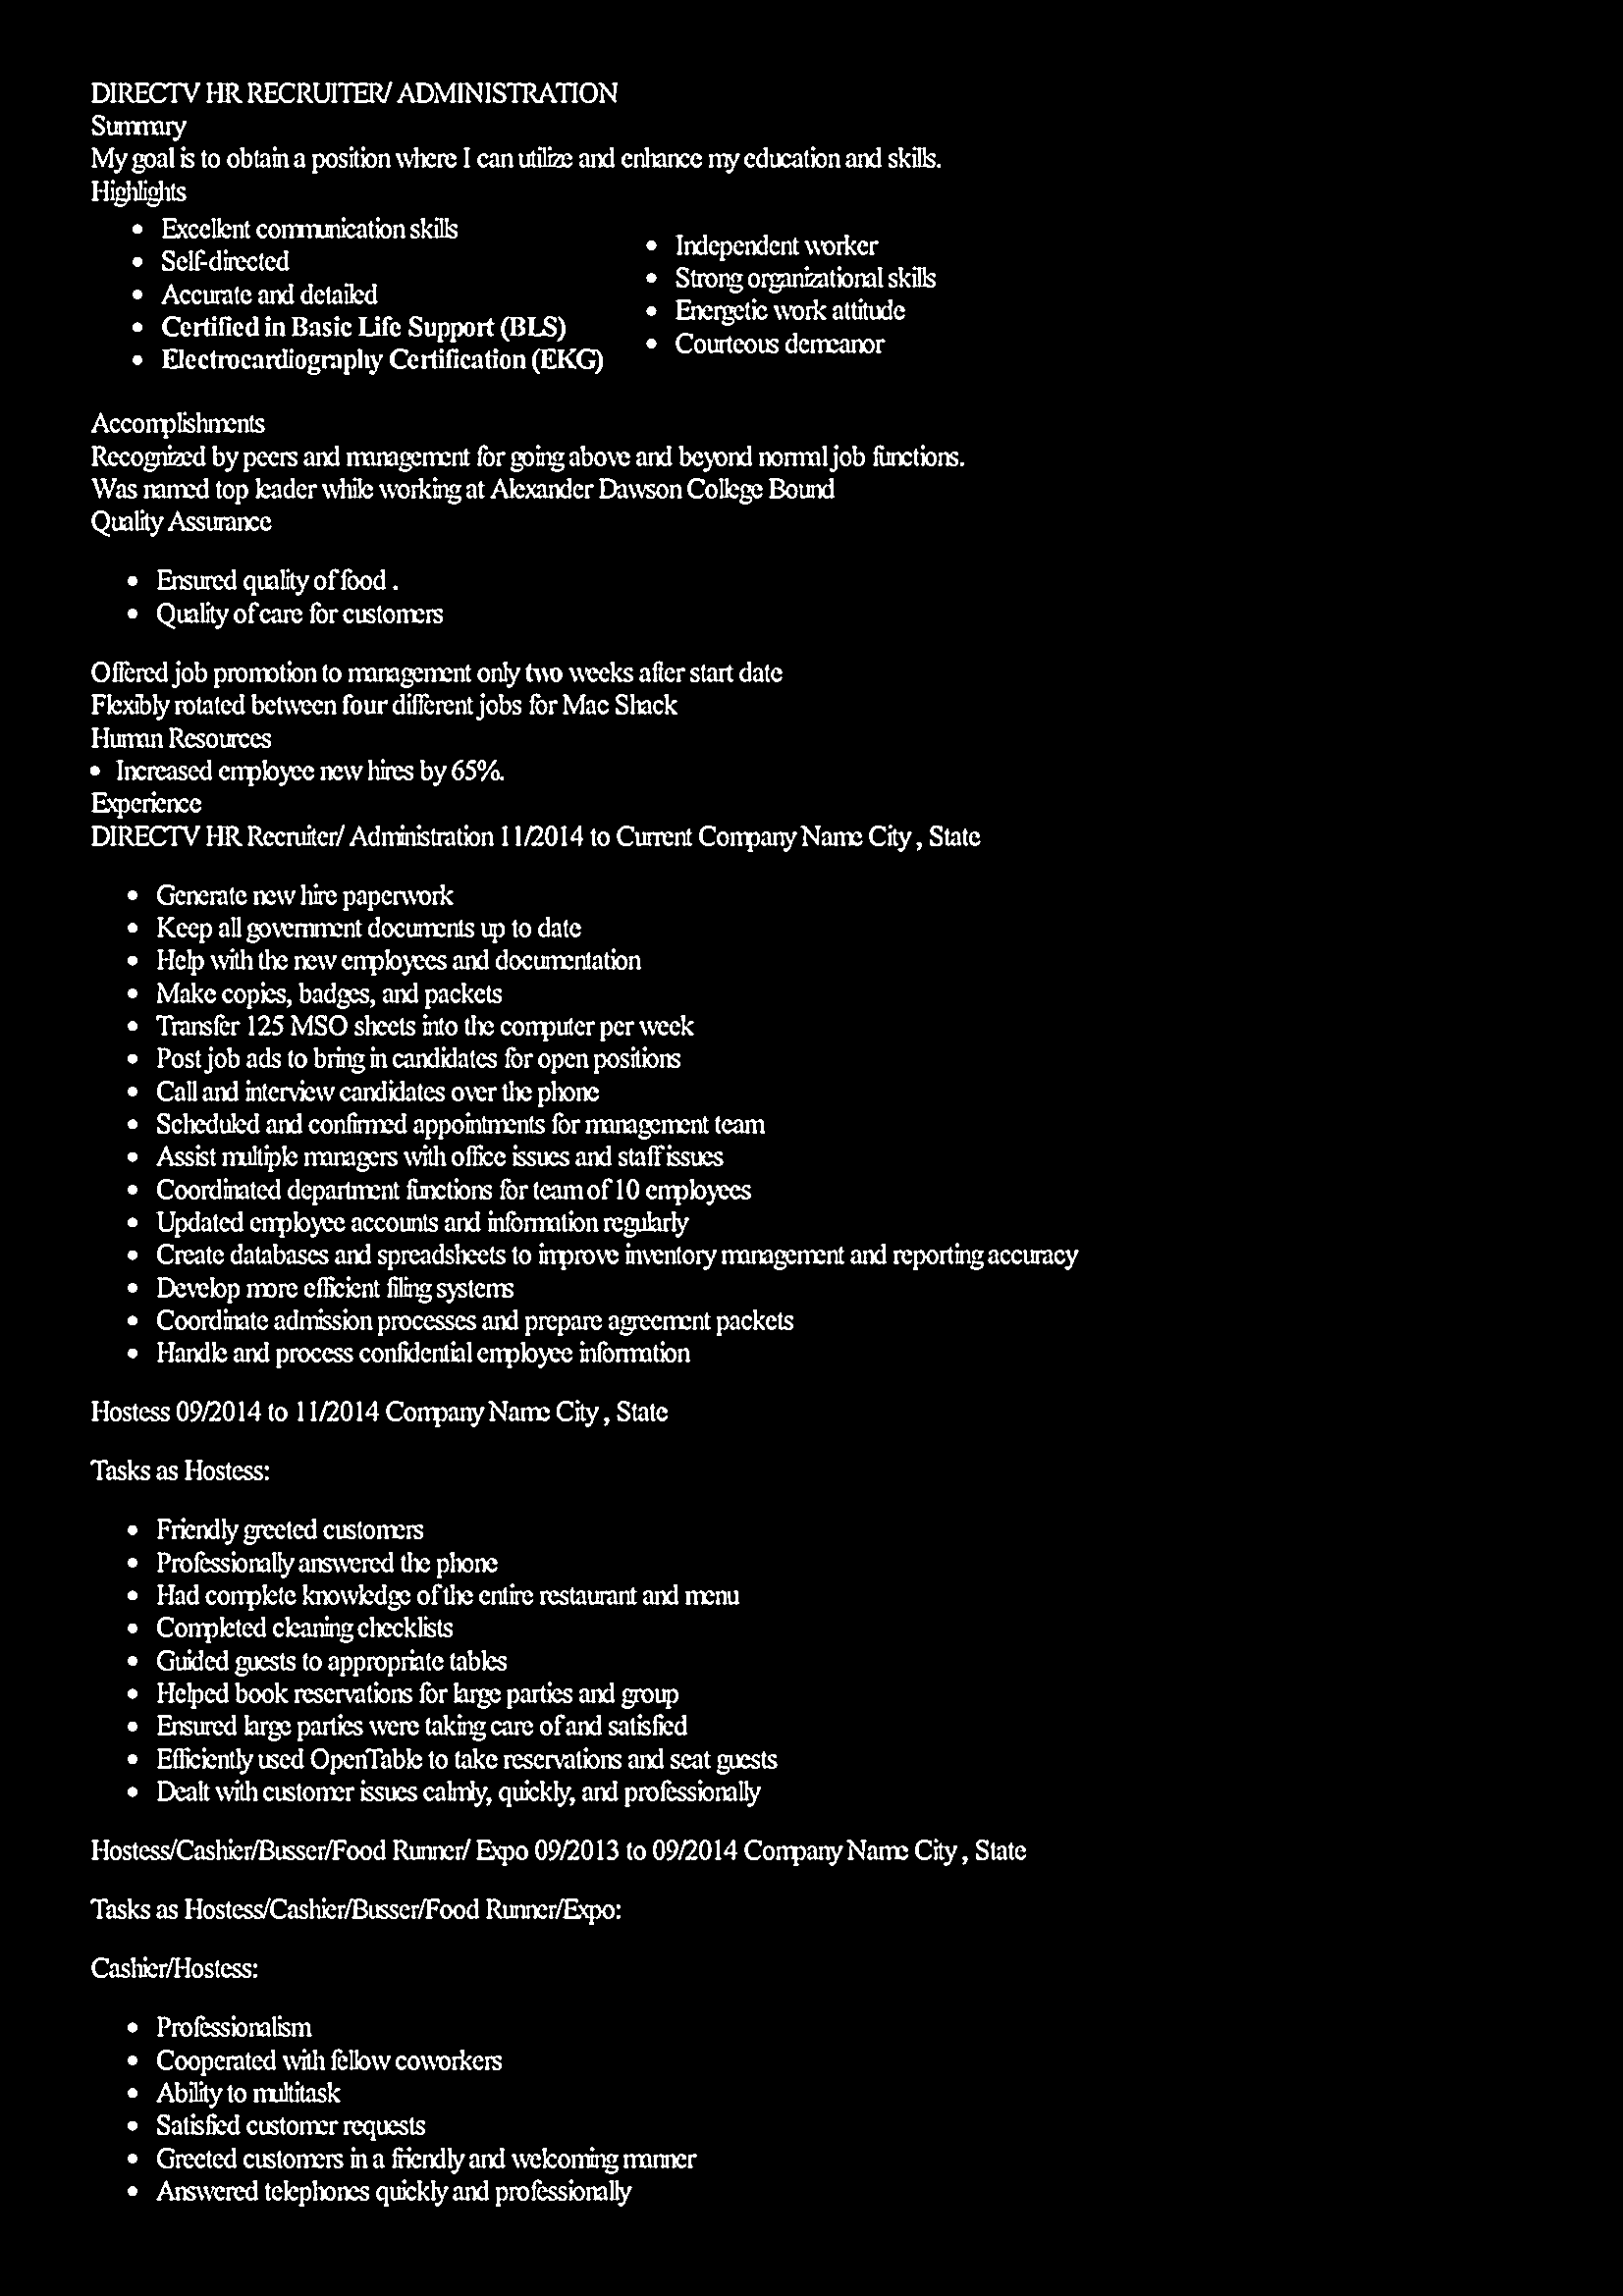 DIRECTV HR RECRUITER/ ADMINISTRATION
Summary
My goal is to obtain a position where I can utilize and enhance my education and skills.
Highlights
• Excellent communication skills
• Self-directed
• Accurate and detailed
• Certified in Basic Life Support (BLS)
• Electrocardiography Certification (EKG)
• Independent worker
• Strong organizational skills
• Energetic work attitude
• Courteous demeanor
Accomplishments
Recognized by peers and management for going above and beyond normal job functions.
Was named top leader while working at Alexander Dawson College Bound
Quality Assurance
• Ensured quality of food .
• Quality of care for customers
Offered job promotion to management only two weeks after start date
Flexibly rotated between four different jobs for Mac Shack
Human Resources
• Increased employee new hires by 65%.
Experience
DIRECTV HR Recruiter/ Administration 11/2014 to Current Company Name City , State
• Generate new hire paperwork
• Keep all government documents up to date
• Help with the new employees and documentation
• Make copies, badges, and packets
• Transfer 125 MSO sheets into the computer per week
• Post job ads to bring in candidates for open positions
• Call and interview candidates over the phone
• Scheduled and confirmed appointments for management team
• Assist multiple managers with office issues and staff issues
• Coordinated department functions for team of 10 employees
• Updated employee accounts and information regularly
• Create databases and spreadsheets to improve inventory management and reporting accuracy
• Develop more efficient filing systems
• Coordinate admission processes and prepare agreement packets
• Handle and process confidential employee information
Hostess 09/2014 to 11/2014 Company Name City , State
Tasks as Hostess:
• Friendly greeted customers
• Professionally answered the phone
• Had complete knowledge of the entire restaurant and menu
• Completed cleaning checklists
• Guided guests to appropriate tables
• Helped book reservations for large parties and group
• Ensured large parties were taking care of and satisfied
• Efficiently used OpenTable to take reservations and seat guests
• Dealt with customer issues calmly, quickly, and professionally
Hostess/Cashier/Busser/Food Runner/ Expo 09/2013 to 09/2014 Company Name City , State
Tasks as Hostess/Cashier/Busser/Food Runner/Expo:
Cashier/Hostess:
• Professionalism
• Cooperated with fellow coworkers
• Ability to multitask
• Satisfied customer requests
• Greeted customers in a friendly and welcoming manner
• Answered telephones quickly and professionally